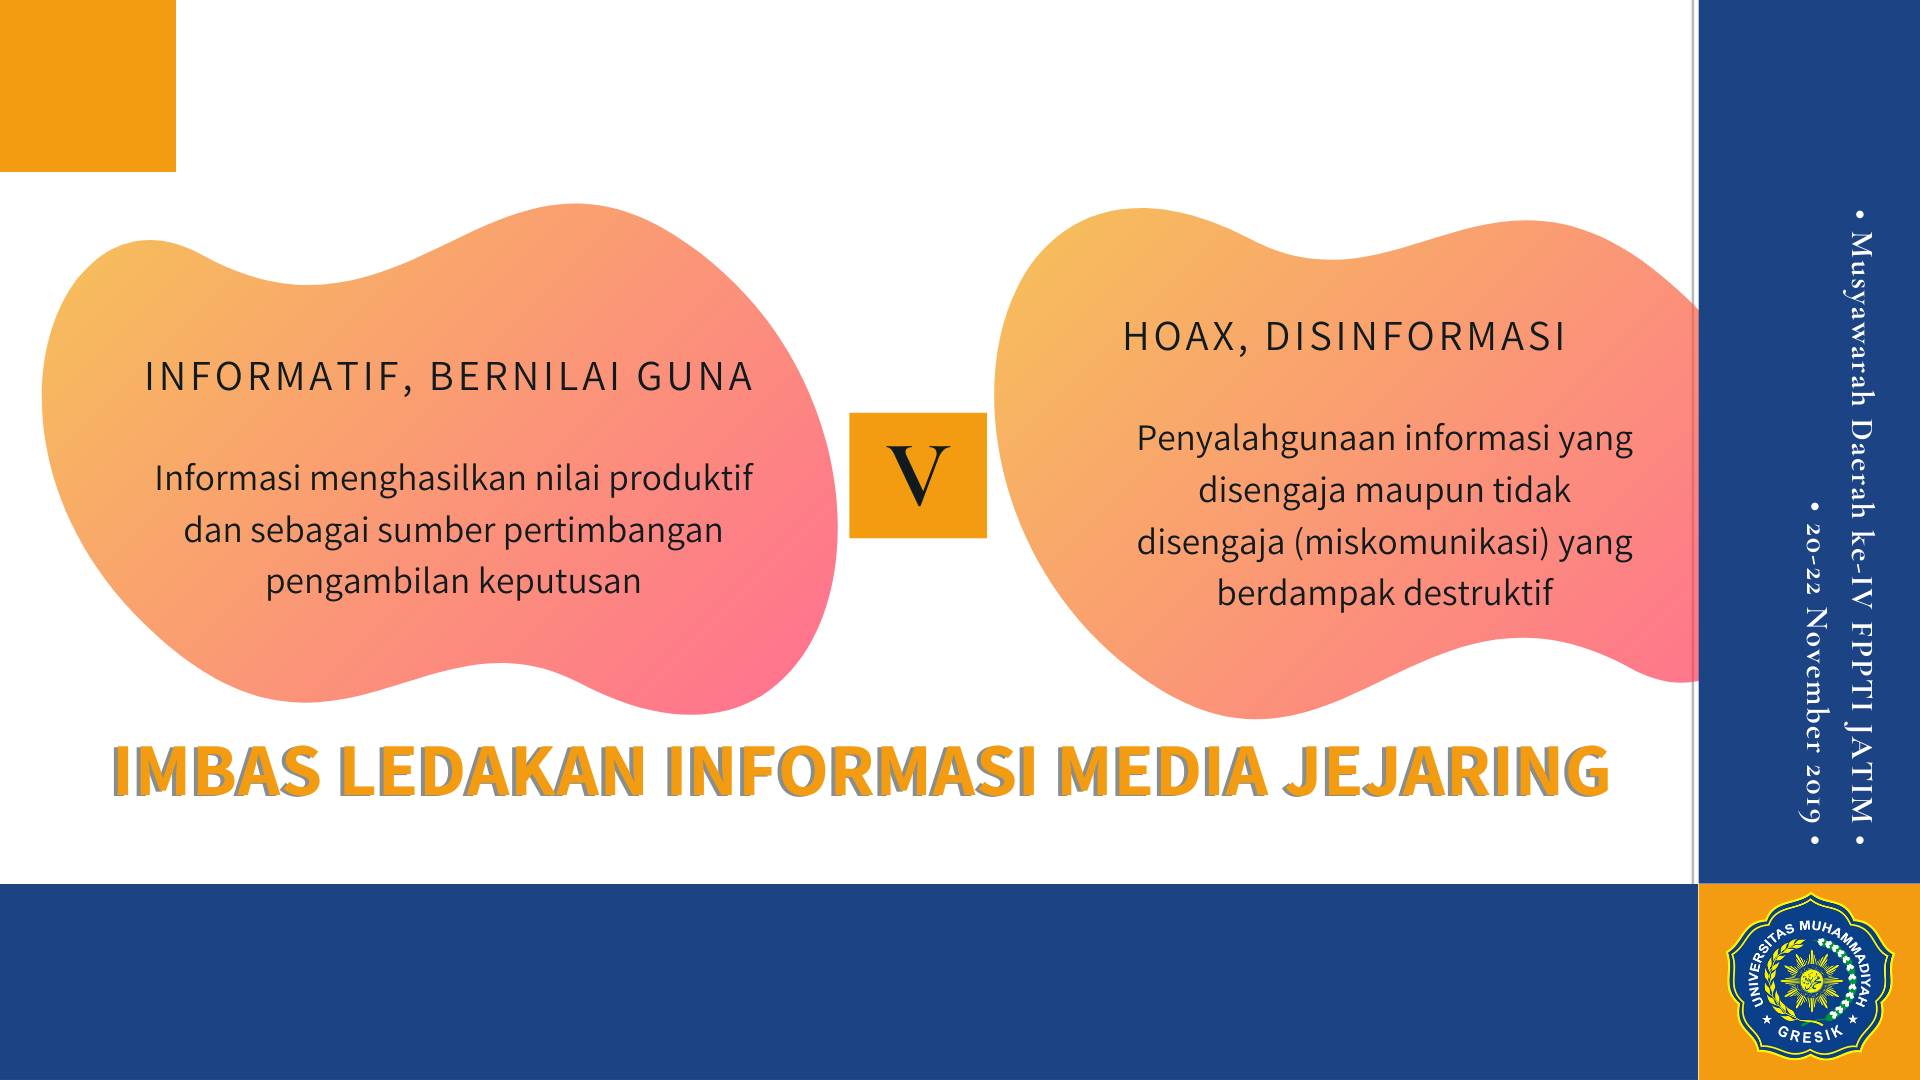 INFORMATIF, BERNILAI GUNA
Informasi menghasilkan nilai produktif
dan sebagai sumber pertimbangan
pengambilan keputusan
V
HOAX, DISINFORMASI
Penyalahgunaan informasi yang
disengaja maupun tidak
disengaja (miskomunikasi) yang
berdampak destruktif
IMBAS LEDAKAN INFORMASI MEDIA JEJARING
• Musyawarah Daerah ke-IV FPPTI JATIM •
• 20-22 November 2019 •
UNIVERSITAS MUHAMMADIYAH
GRESIK